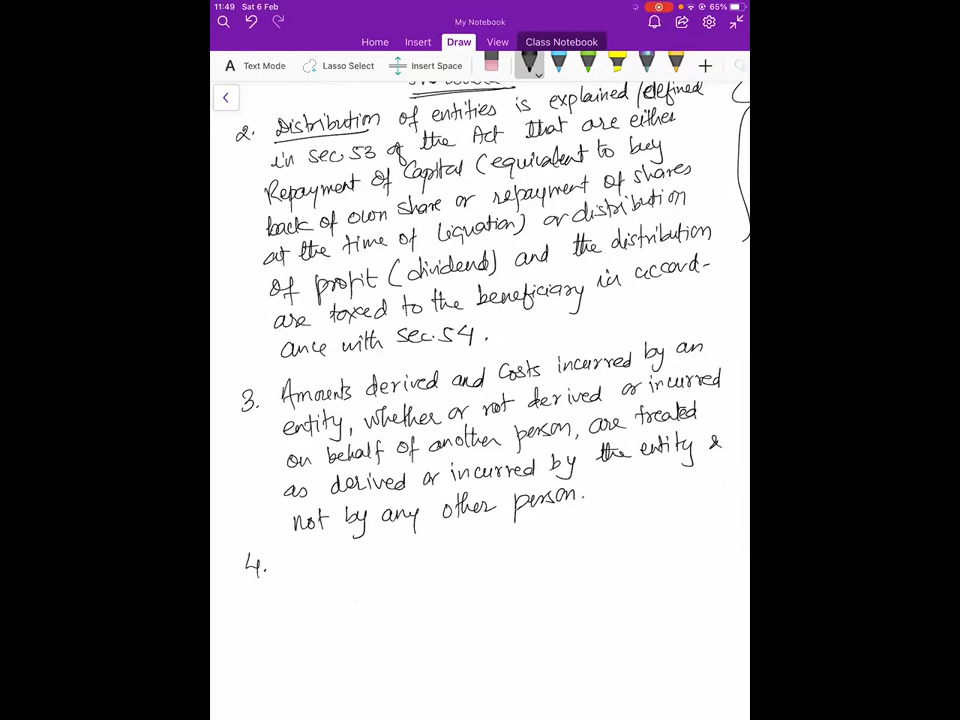 11:49 Sat 6 Feb
65%
My Notebook
Home Insert Draw View Class Notebook
Text Mode Lasso Select Insert Space
2. Distribution of entities is explained/defined
in sec.53 of the Act that are either
Repayment of Capital (equivalent to buy
back of own share or repayment of shares
at the time of liquation) or distribution
of profit (dividend) and the distribution
are taxed to the beneficiary in accord-
ance with sec.54.
3. Amounts derived and costs incurred by an
entity, whether or not derived or incurred
on behalf of another person, are treated
as derived or incurred by the entity &
not by any other person.
4.